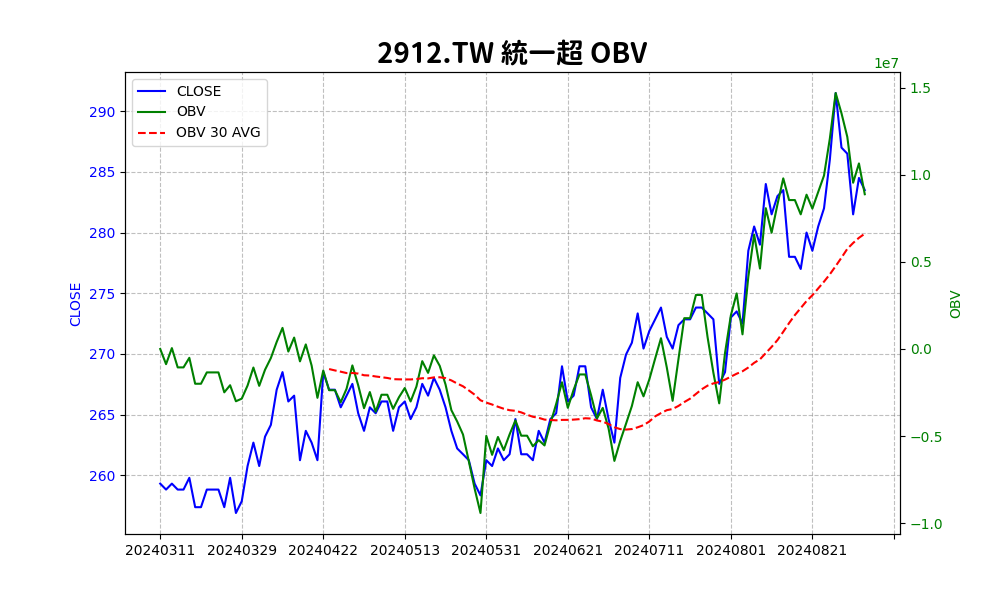 2912.TW 統一超 OBV
1e7
CLOSE
OBV
OBV 30 AVG
290
285
280
275
270
265
260
CLOSE
1.5
1.0
0.5
0.0
−0.5
−1.0
OBV
20240311 20240329 20240422 20240513 20240531 20240621 20240711 20240801 20240821